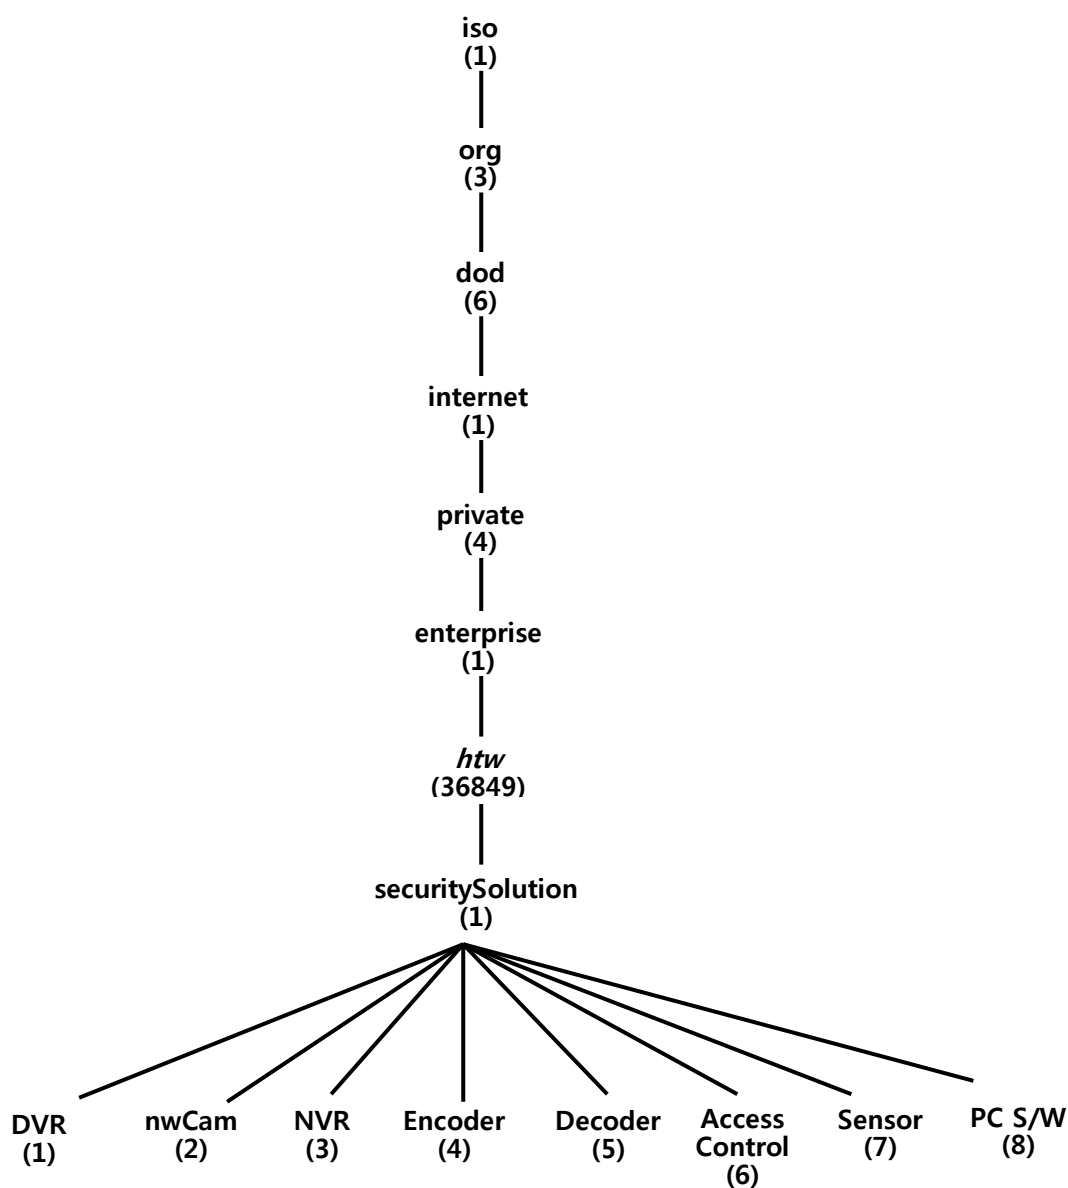 iso
(1)
org
(3)
dod
(6)
internet
(1)
private
(4)
enterprise
(1)
htw
(36849)
securitySolution
(1)
DVR
(1)
nwCam
(2)
NVR
(3)
Encoder
(4)
Decoder
(5)
Access
Control
(6)
Sensor
(7)
PC S/W
(8)